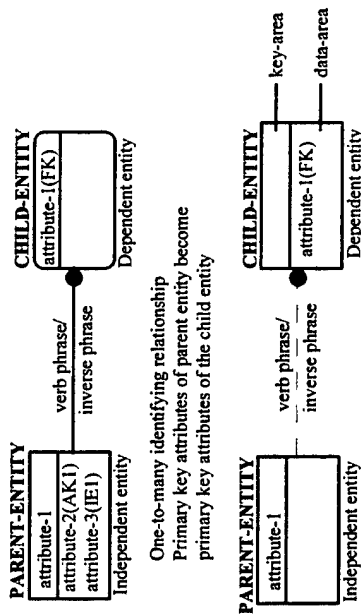 PARENT-ENTITY
attribute-1
attribute-2(AK1)
attribute-3(IE1)
Independent entity
verb phrase/
inverse phrase
CHILD-ENTITY
attribute-1(FK)
Dependent entity
One-to-many identifying relationship
Primary key attributes of parent entity become
primary key attributes of the child entity
PARENT-ENTITY
attribute-1
Independent entity
verb phrase/
inverse phrase
CHILD-ENTITY
attribute-1(FK)
Dependent entity
key-area
data-area